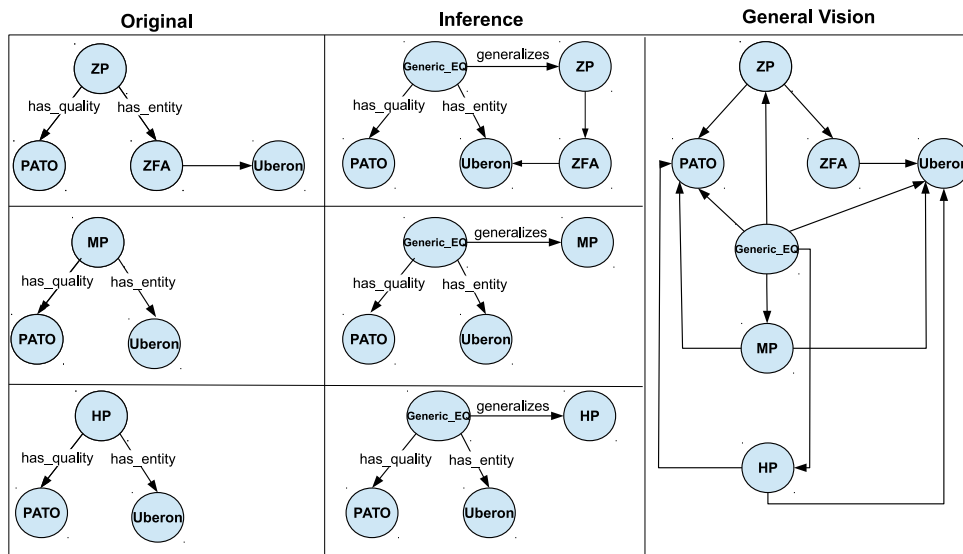 Original
Inference
General Vision
ZP
has_quality
has_entity
PATO
ZFA
Uberon
Generic_EQ
generalizes
ZP
has_quality
has_entity
PATO
Uberon
ZFA
MP
has_quality
has_entity
PATO
Uberon
Generic_EQ
generalizes
MP
has_quality
has_entity
PATO
Uberon
HP
has_quality
has_entity
PATO
Uberon
Generic_EQ
generalizes
HP
has_quality
has_entity
PATO
Uberon
ZP
PATO
ZFA
Uberon
Generic_EQ
MP
HP